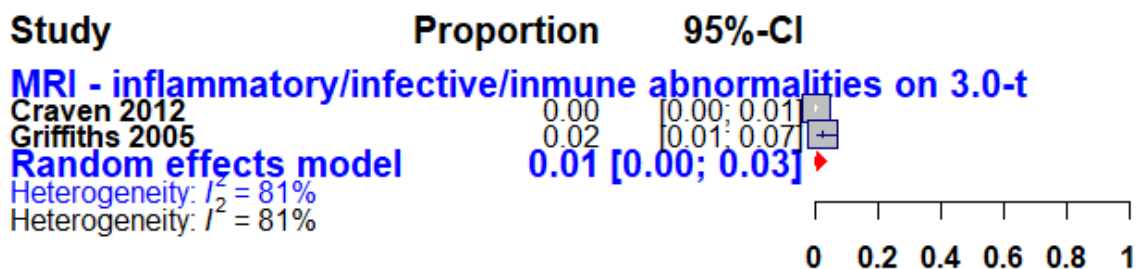 Study Proportion 95%-CI
MRI - inflammatory/infective/inmune abnormalities on 3.0-t
Craven 2012 0.00 [0.00; 0.01]
Griffiths 2005 0.02 [0.01; 0.07]
Random effects model 0.01 [0.00; 0.03]
Heterogeneity: I² = 81%
Heterogeneity: I² = 81%
0 0.2 0.4 0.6 0.8 1